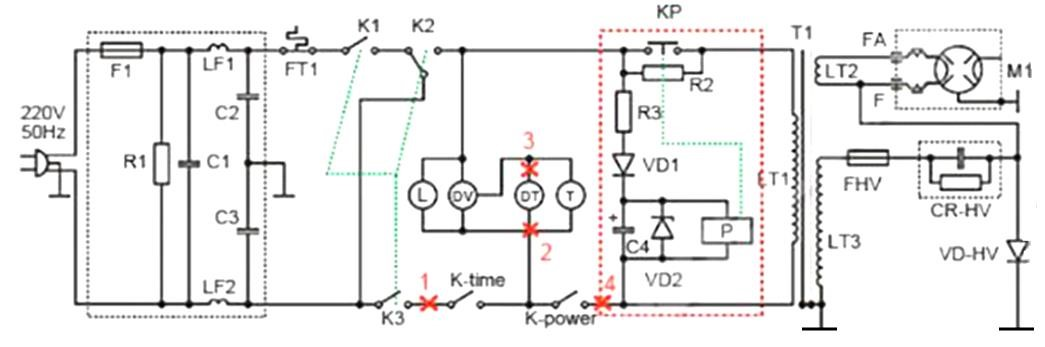 KP
K1
K2
T1
F1
LF1
FT1
FA
LT2
M1
R2
F
220V
50Hz
C2
R3
3
R1
C1
VD1
L
DV
DT
T
LT1
FHV
CR-HV
C3
+
C4
P
2
LT3
VD-HV
VD2
LF2
1
K-time
4
K3
K-power